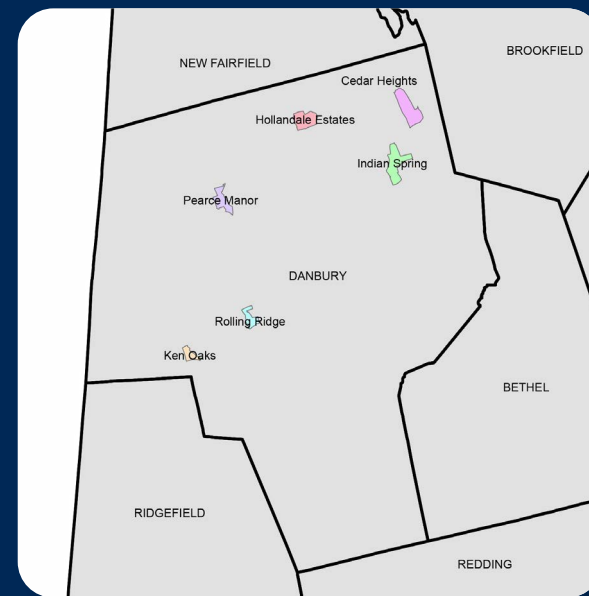 BROOKFIELD
NEW FAIRFIELD
Cedar Heights
Hollandale Estates
Indian Spring
Pearce Manor
DANBURY
Rolling Ridge
Ken Oaks
BETHEL
RIDGEFIELD
REDDING